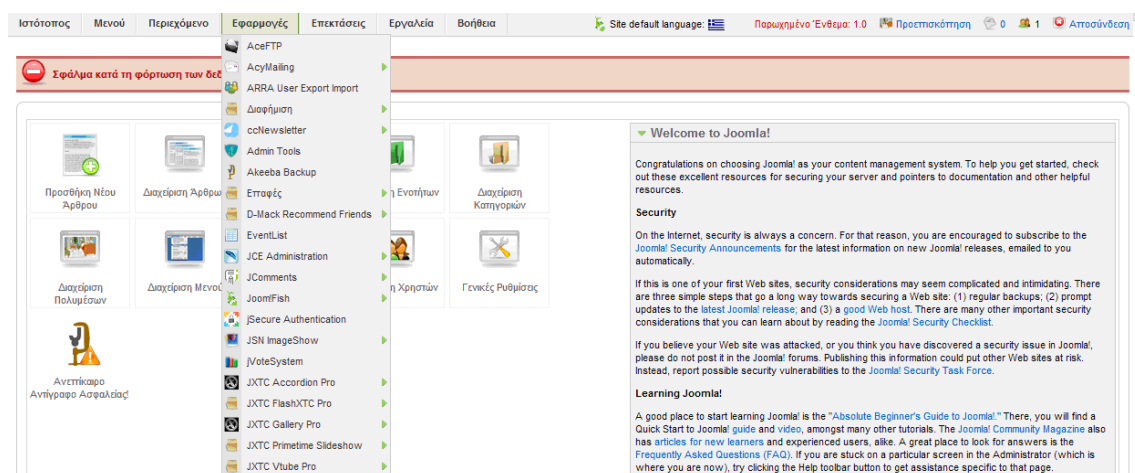 Ιστότοπος Μενού Περιεχόμενο Εφαρμογές Επεκτάσεις Εργαλεία Βοήθεια Site default language: Παρωχημένο Ένθεμα: 1.0 Προεπισκόπηση 0 1 Αποσύνδεση
AceFTP
AcyMailing
ARRA User Export Import
Διαφήμιση
ccNewsletter
Admin Tools
Akeeba Backup
Επαφές
D-Mack Recommend Friends
EventList
JCE Administration
JComments
Joom!Fish
jSecure Authentication
JSN ImageShow
jVoteSystem
JXTC Accordion Pro
JXTC FlashXTC Pro
JXTC Gallery Pro
JXTC Primetime Slideshow
JXTC Vtube Pro
Σφάλμα κατά τη φόρτωση των δεδ
Προσθήκη Νέου
Άρθρου
Διαχείριση Άρθρω
η Ενοτήτων
Διαχείριση
Κατηγοριών
Διαχείριση
Πολυμέσων
Διαχείριση Μενού
η Χρηστών
Γενικές Ρυθμίσεις
Ανεπίκαιρο
Αντίγραφο Ασφαλείας!
Welcome to Joomla!
Congratulations on choosing Joomla! as your content management system. To help you get started, check
out these excellent resources for securing your server and pointers to documentation and other helpful
resources.
Security
On the Internet, security is always a concern. For that reason, you are encouraged to subscribe to the
Joomla! Security Announcements for the latest information on new Joomla! releases, emailed to you
automatically.
If this is one of your first Web sites, security considerations may seem complicated and intimidating. There
are three simple steps that go a long way towards securing a Web site: (1) regular backups; (2) prompt
updates to the latest Joomla! release; and (3) a good Web host. There are many other important security
considerations that you can learn about by reading the Joomla! Security Checklist.
If you believe your Web site was attacked, or you think you have discovered a security issue in Joomla!,
please do not post it in the Joomla! forums. Publishing this information could put other Web sites at risk.
Instead, report possible security vulnerabilities to the Joomla! Security Task Force.
Learning Joomla!
A good place to start learning Joomla! is the "Absolute Beginner's Guide to Joomla!." There, you will find a
Quick Start to Joomla! guide and video, amongst many other tutorials. The Joomla! Community Magazine also
has articles for new learners and experienced users, alike. A great place to look for answers is the
Frequently Asked Questions (FAQ). If you are stuck on a particular screen in the Administrator (which is
where you are now), try clicking the Help toolbar button to get assistance specific to that page.